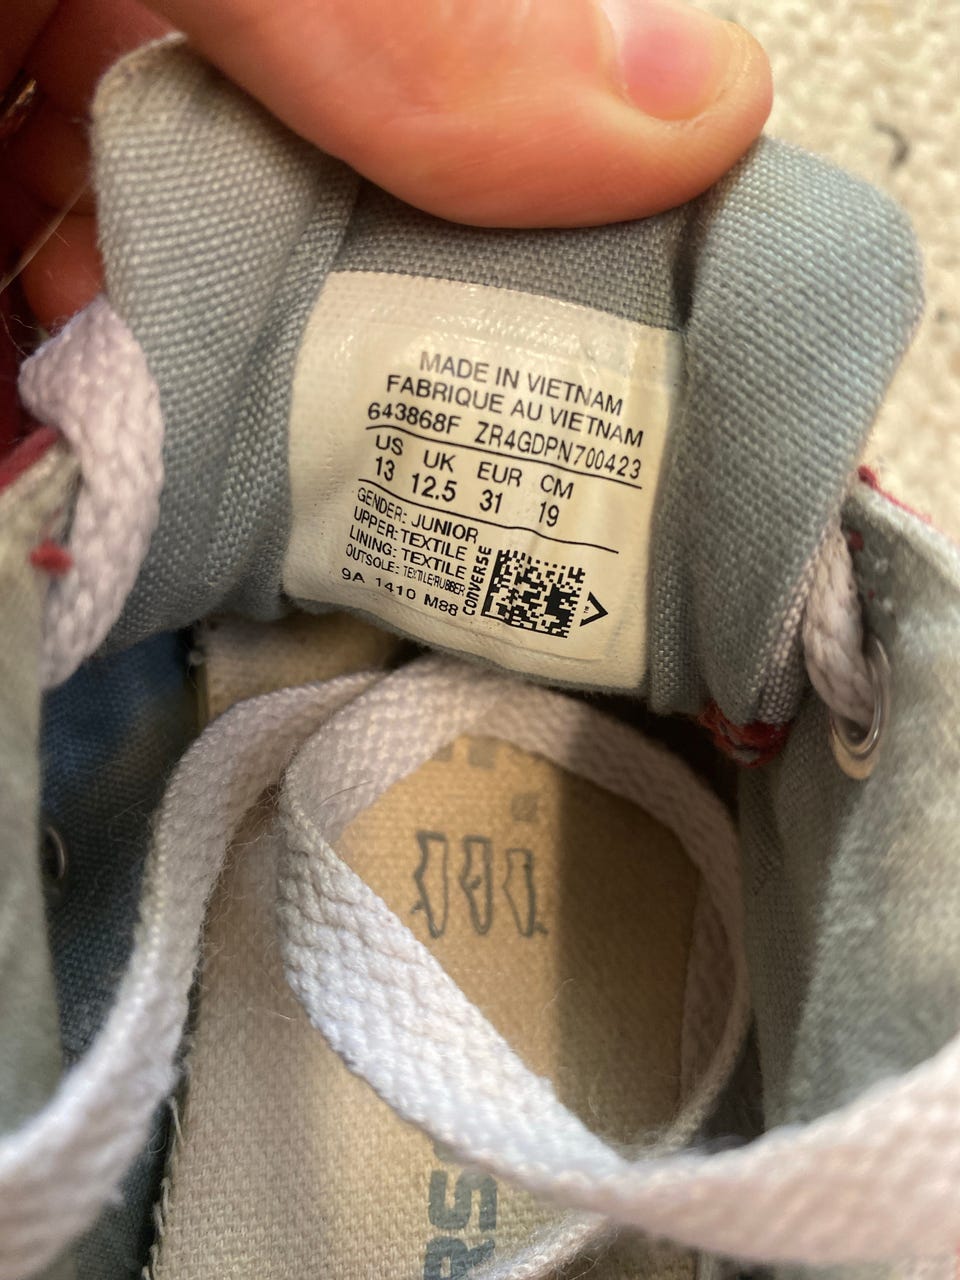 MADE IN VIETNAM
FABRIQUE AU VIETNAM
643868F ZR4GDPN700423
US UK EUR CM
13 12.5 31 19
GENDER: JUNIOR
UPPER: TEXTILE
LINING: TEXTILE
OUTSOLE: TEXTILE/RUBBER
9A 1410 M88
CONVERSE
RS